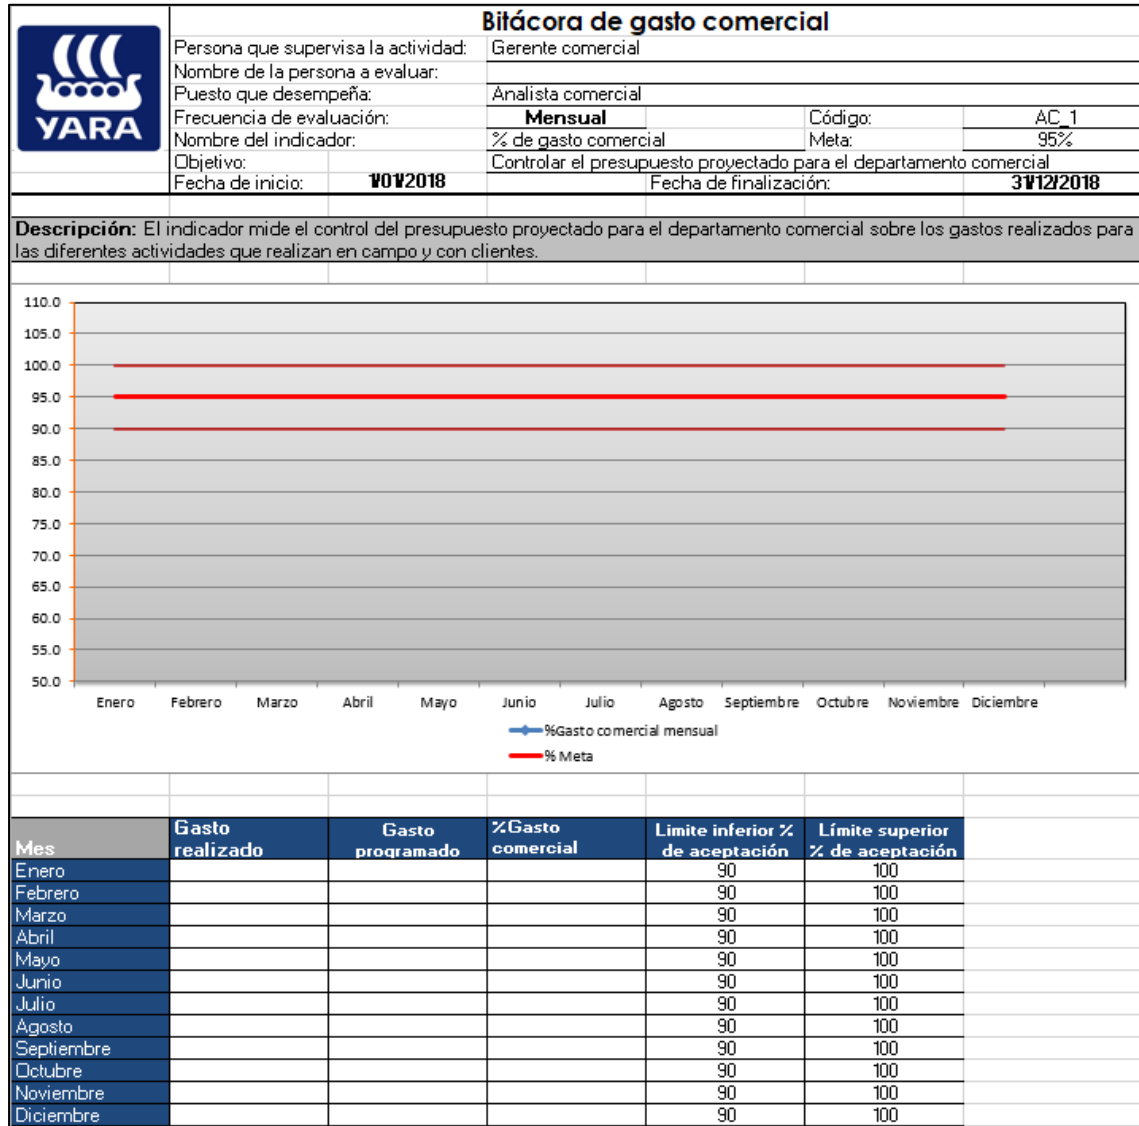 Bitácora de gasto comercial
YARA
Persona que supervisa la actividad: Gerente comercial
Nombre de la persona a evaluar:
Puesto que desempeña: Analista comercial
Frecuencia de evaluación: Mensual Código: AC_1
Nombre del indicador: % de gasto comercial Meta: 95%
Objetivo: Controlar el presupuesto proyectado para el departamento comercial
Fecha de inicio: 1/01/2018 Fecha de finalización: 31/12/2018
Descripción: El indicador mide el control del presupuesto proyectado para el departamento comercial sobre los gastos realizados para
las diferentes actividades que realizan en campo y con clientes.
110.0
105.0
100.0
95.0
90.0
85.0
80.0
75.0
70.0
65.0
60.0
55.0
50.0
Enero Febrero Marzo Abril Mayo Junio Julio Agosto Septiembre Octubre Noviembre Diciembre
%Gasto comercial mensual
% Meta
Mes Gasto realizado Gasto programado %Gasto comercial Limite inferior % de aceptación Límite superior % de aceptación
Enero 90 100
Febrero 90 100
Marzo 90 100
Abril 90 100
Mayo 90 100
Junio 90 100
Julio 90 100
Agosto 90 100
Septiembre 90 100
Octubre 90 100
Noviembre 90 100
Diciembre 90 100